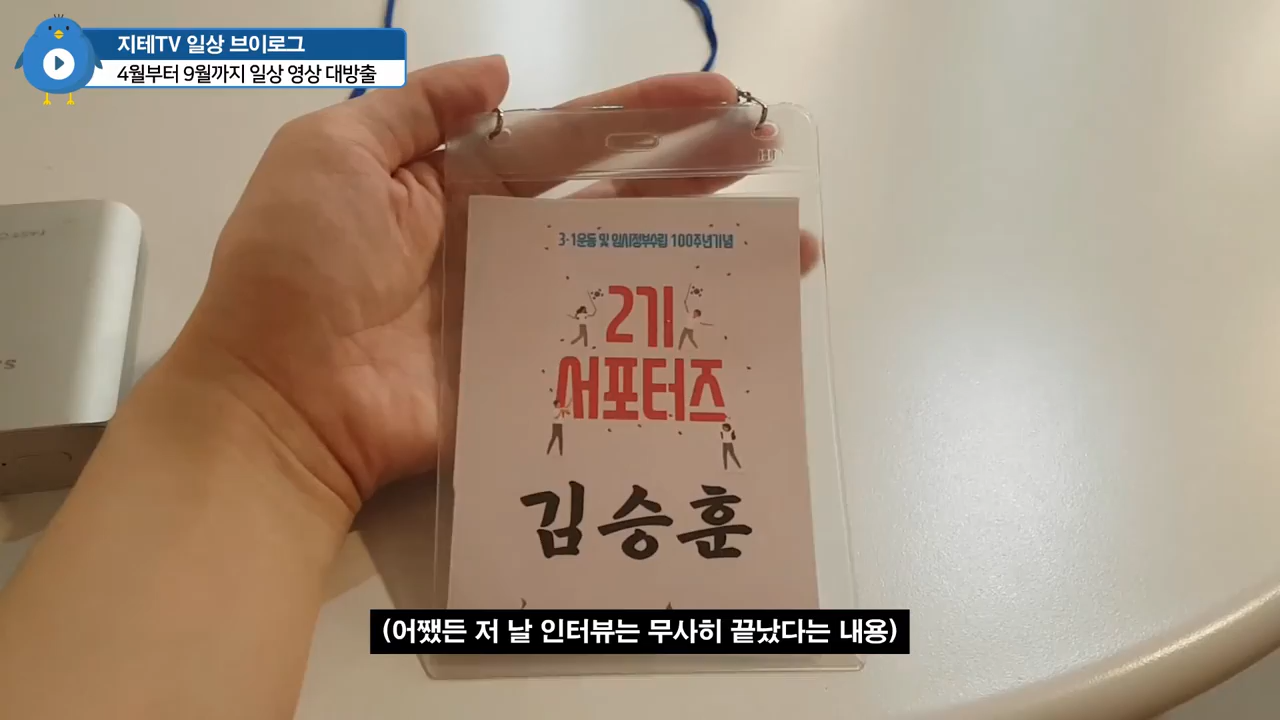 지테TV 일상 브이로그
4월부터 9월까지 일상 영상 대방출
3·1운동 및 임시정부수립 100주년기념
2기
서포터즈
김승훈
(어쨌든 저 날 인터뷰는 무사히 끝났다는 내용)